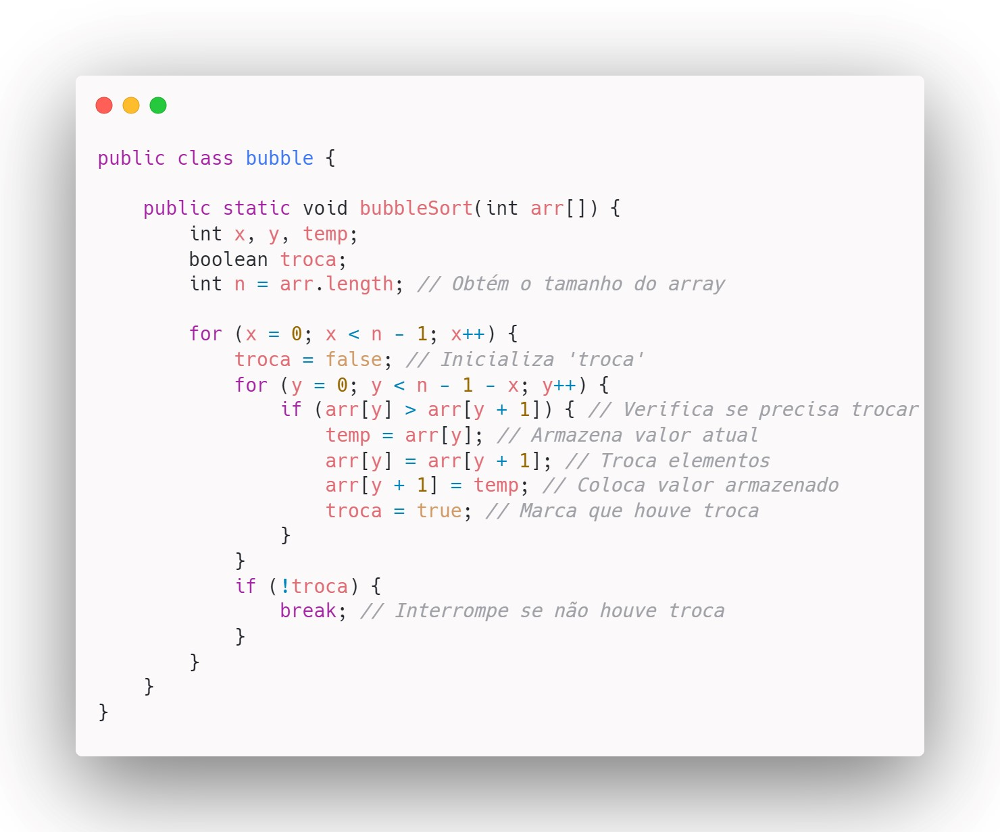 public class bubble {
public static void bubbleSort(int arr[]) {
int x, y, temp;
boolean troca;
int n = arr.length; // Obtém o tamanho do array
for (x = 0; x < n - 1; x++) {
troca = false; // Inicializa 'troca'
for (y = 0; y < n - 1 - x; y++) {
if (arr[y] > arr[y + 1]) { // Verifica se precisa trocar
temp = arr[y]; // Armazena valor atual
arr[y] = arr[y + 1]; // Troca elementos
arr[y + 1] = temp; // Coloca valor armazenado
troca = true; // Marca que houve troca
}
}
if (!troca) {
break; // Interrompe se não houve troca
}
}
}
}